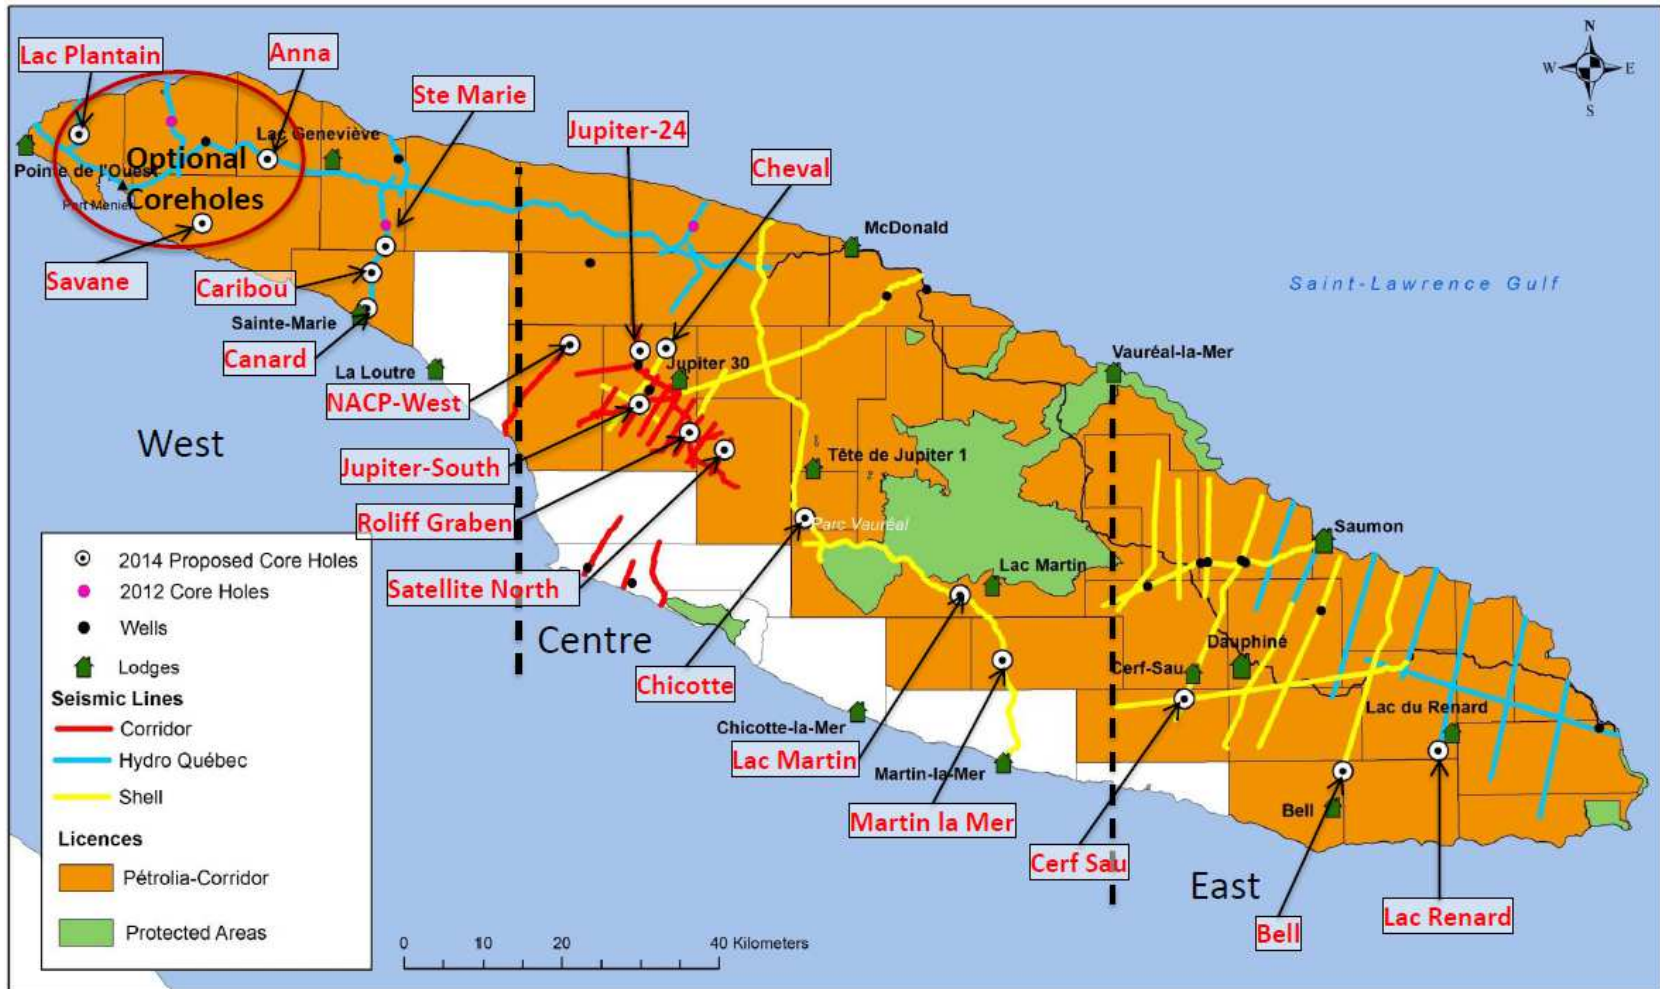 N
W
E
S
Lac Plantain
Anna
Ste Marie
Jupiter-24
Cheval
Lac Geneviève
Optional
Coreholes
Pointe de l'Ouest
Port Menier
McDonald
Savane
Caribou
Sainte-Marie
Canard
La Loutre
Saint-Lawrence Gulf
Vauréal-la-Mer
Jupiter 30
NACP-West
West
Jupiter-South
Tête de Jupiter 1
Roliff Graben
Parc Vauréal
Saumon
Satellite North
Lac Martin
Centre
Dauphiné
Cerf-Sau
Chicotte
Lac du Renard
Chicotte-la-Mer
Lac Martin
Martin-la-Mer
Martin la Mer
Bell
Cerf Sau
East
Bell
Lac Renard
2014 Proposed Core Holes
2012 Core Holes
Wells
Lodges
Seismic Lines
Corridor
Hydro Québec
Shell
Licences
Pétrolia-Corridor
Protected Areas
0 10 20 40 Kilometers